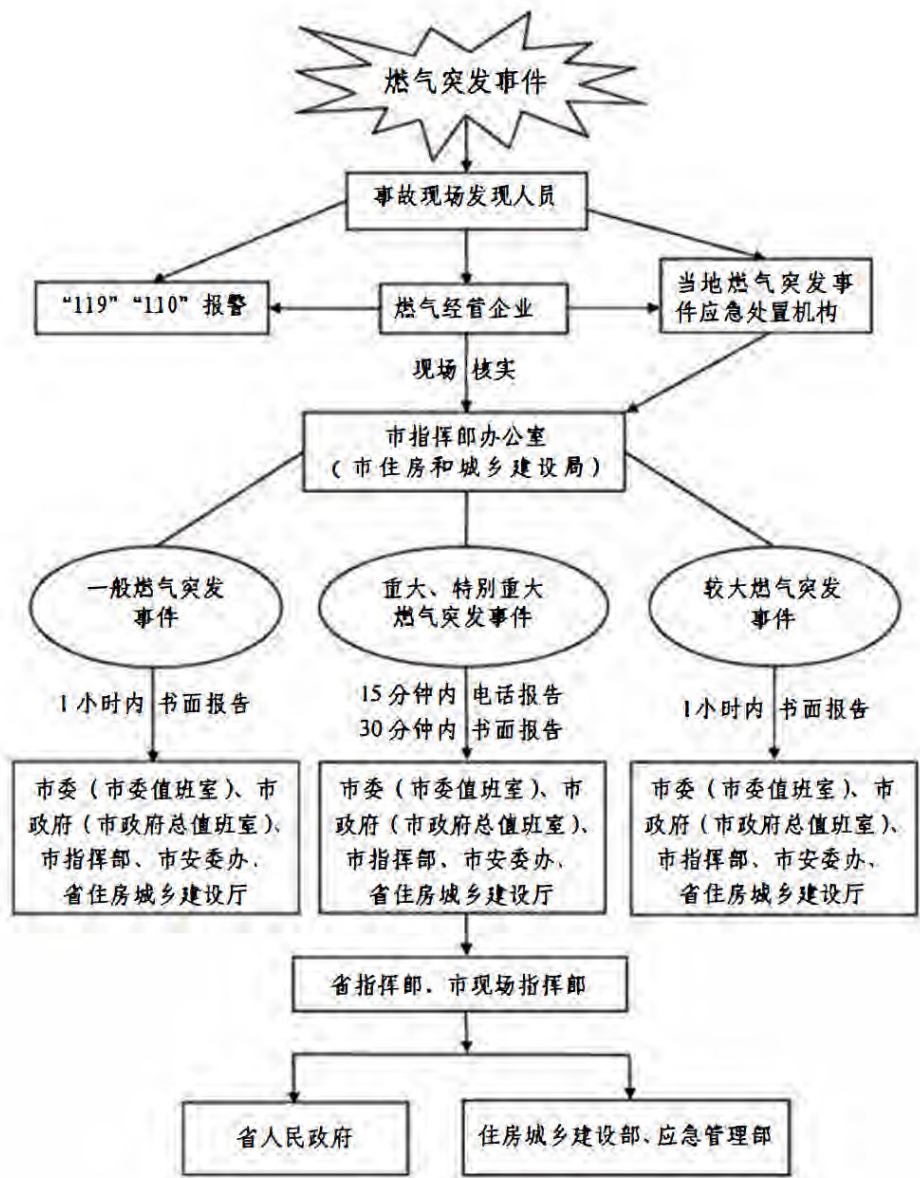 燃气突发事件
事故现场发现人员
“119”“110”报警
燃气经管企业
当地燃气突发事
件应急处置机构
现场 核实
市指挥部办公室
(市住房和城乡建设局)
一般燃气突发
事件
重大、特别重大
燃气突发事件
较大燃气突发
事件
1小时内 书面报告
15分钟内 电话报告
30分钟内 书面报告
1小时内 书面报告
市委(市委值班室)、市
政府(市政府总值班室)、
市指挥部、市安委办、
省住房城乡建设厅
市委(市委值班室)、市
政府(市政府总值班室)、
市指挥部、市安委办、
省住房城乡建设厅
市委(市委值班室)、市
政府(市政府总值班室)、
市指挥部、市安委办、
省住房城乡建设厅
省指挥部、市现场指挥部
省人民政府
住房城乡建设部、应急管理部